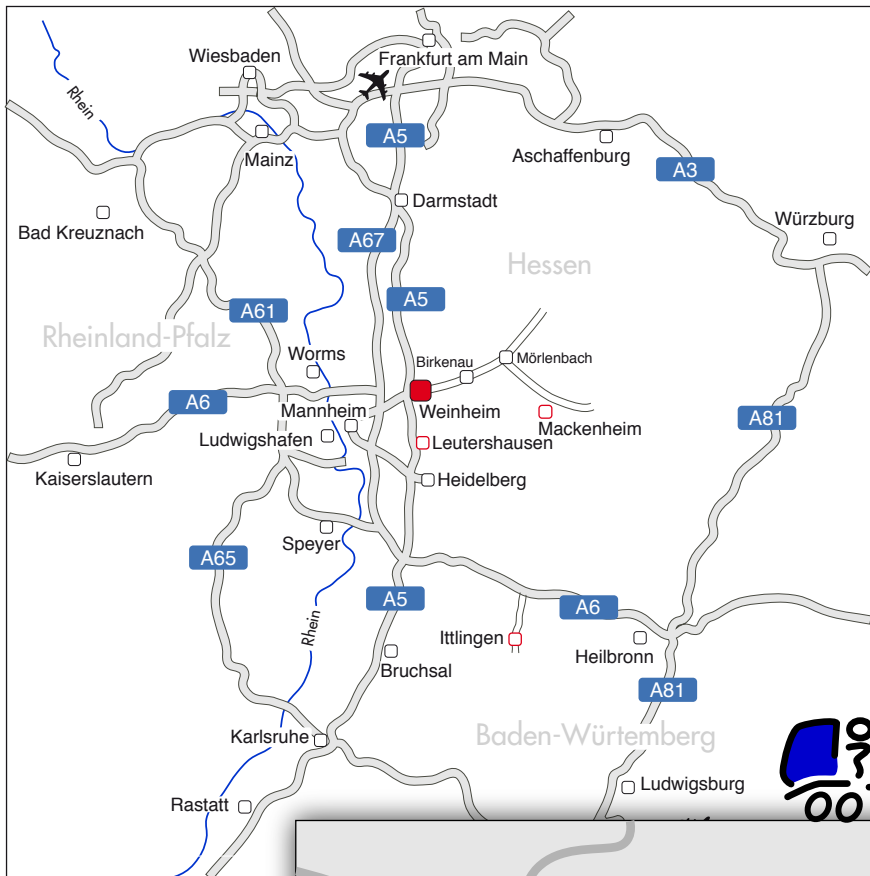 Wiesbaden
Frankfurt am Main
Rhein
Mainz
A5
Aschaffenburg
A3
Darmstadt
Bad Kreuznach
Würzburg
A67
Hessen
A5
A61
Rheinland-Pfalz
Worms
Birkenau
Mörlenbach
A6
Mannheim
Weinheim
A81
Ludwigshafen
Leutershausen
Mackenheim
Kaiserslautern
Heidelberg
Speyer
A65
A5
A6
Rhein
Ittlingen
Heilbronn
Bruchsal
A81
Karlsruhe
Baden-Würtemberg
Ludwigsburg
Rastatt